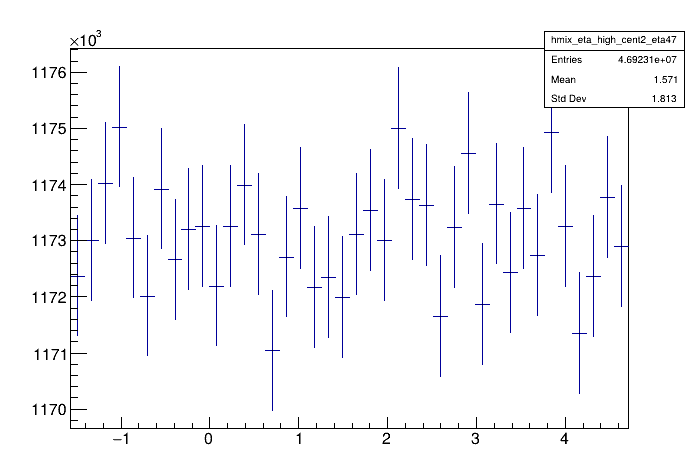 ×10³
hmix_eta_high_cent2_eta47
Entries 4.69231e+07
Mean 1.571
Std Dev 1.813
1176
1175
1174
1173
1172
1171
1170
−1 0 1 2 3 4